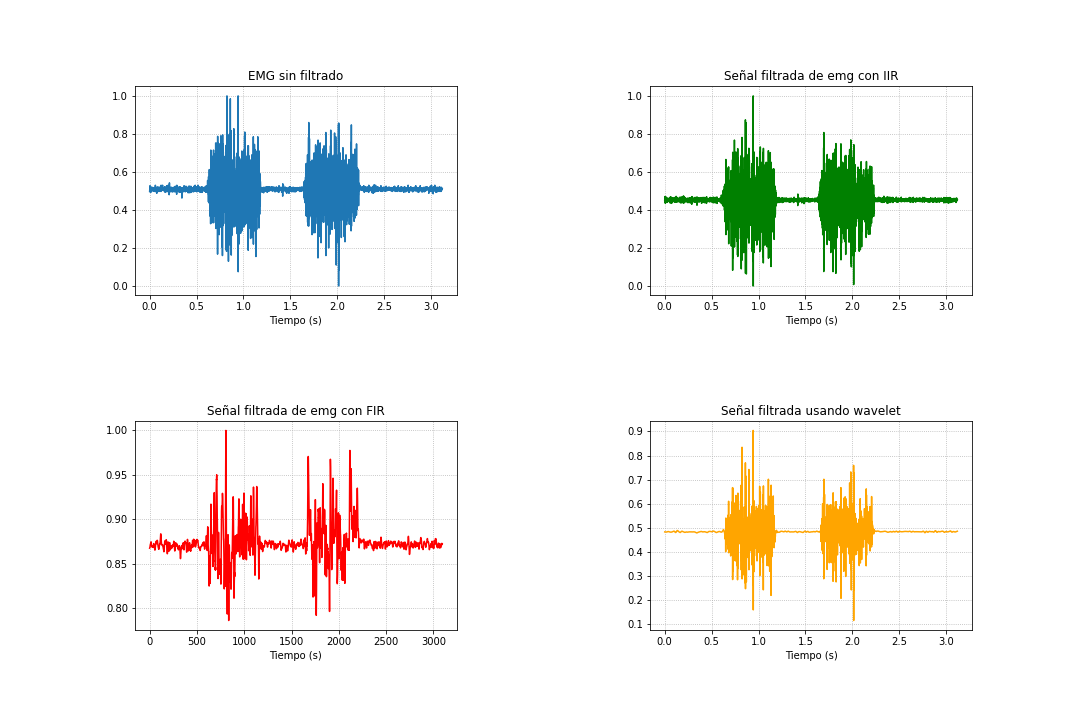 EMG sin filtrado
1.0
0.8
0.6
0.4
0.2
0.0
0.0 0.5 1.0 1.5 2.0 2.5 3.0
Tiempo (s)
Señal filtrada de emg con IIR
1.0
0.8
0.6
0.4
0.2
0.0
0.0 0.5 1.0 1.5 2.0 2.5 3.0
Tiempo (s)
Señal filtrada de emg con FIR
1.00
0.95
0.90
0.85
0.80
0 500 1000 1500 2000 2500 3000
Tiempo (s)
Señal filtrada usando wavelet
0.9
0.8
0.7
0.6
0.5
0.4
0.3
0.2
0.1
0.0 0.5 1.0 1.5 2.0 2.5 3.0
Tiempo (s)